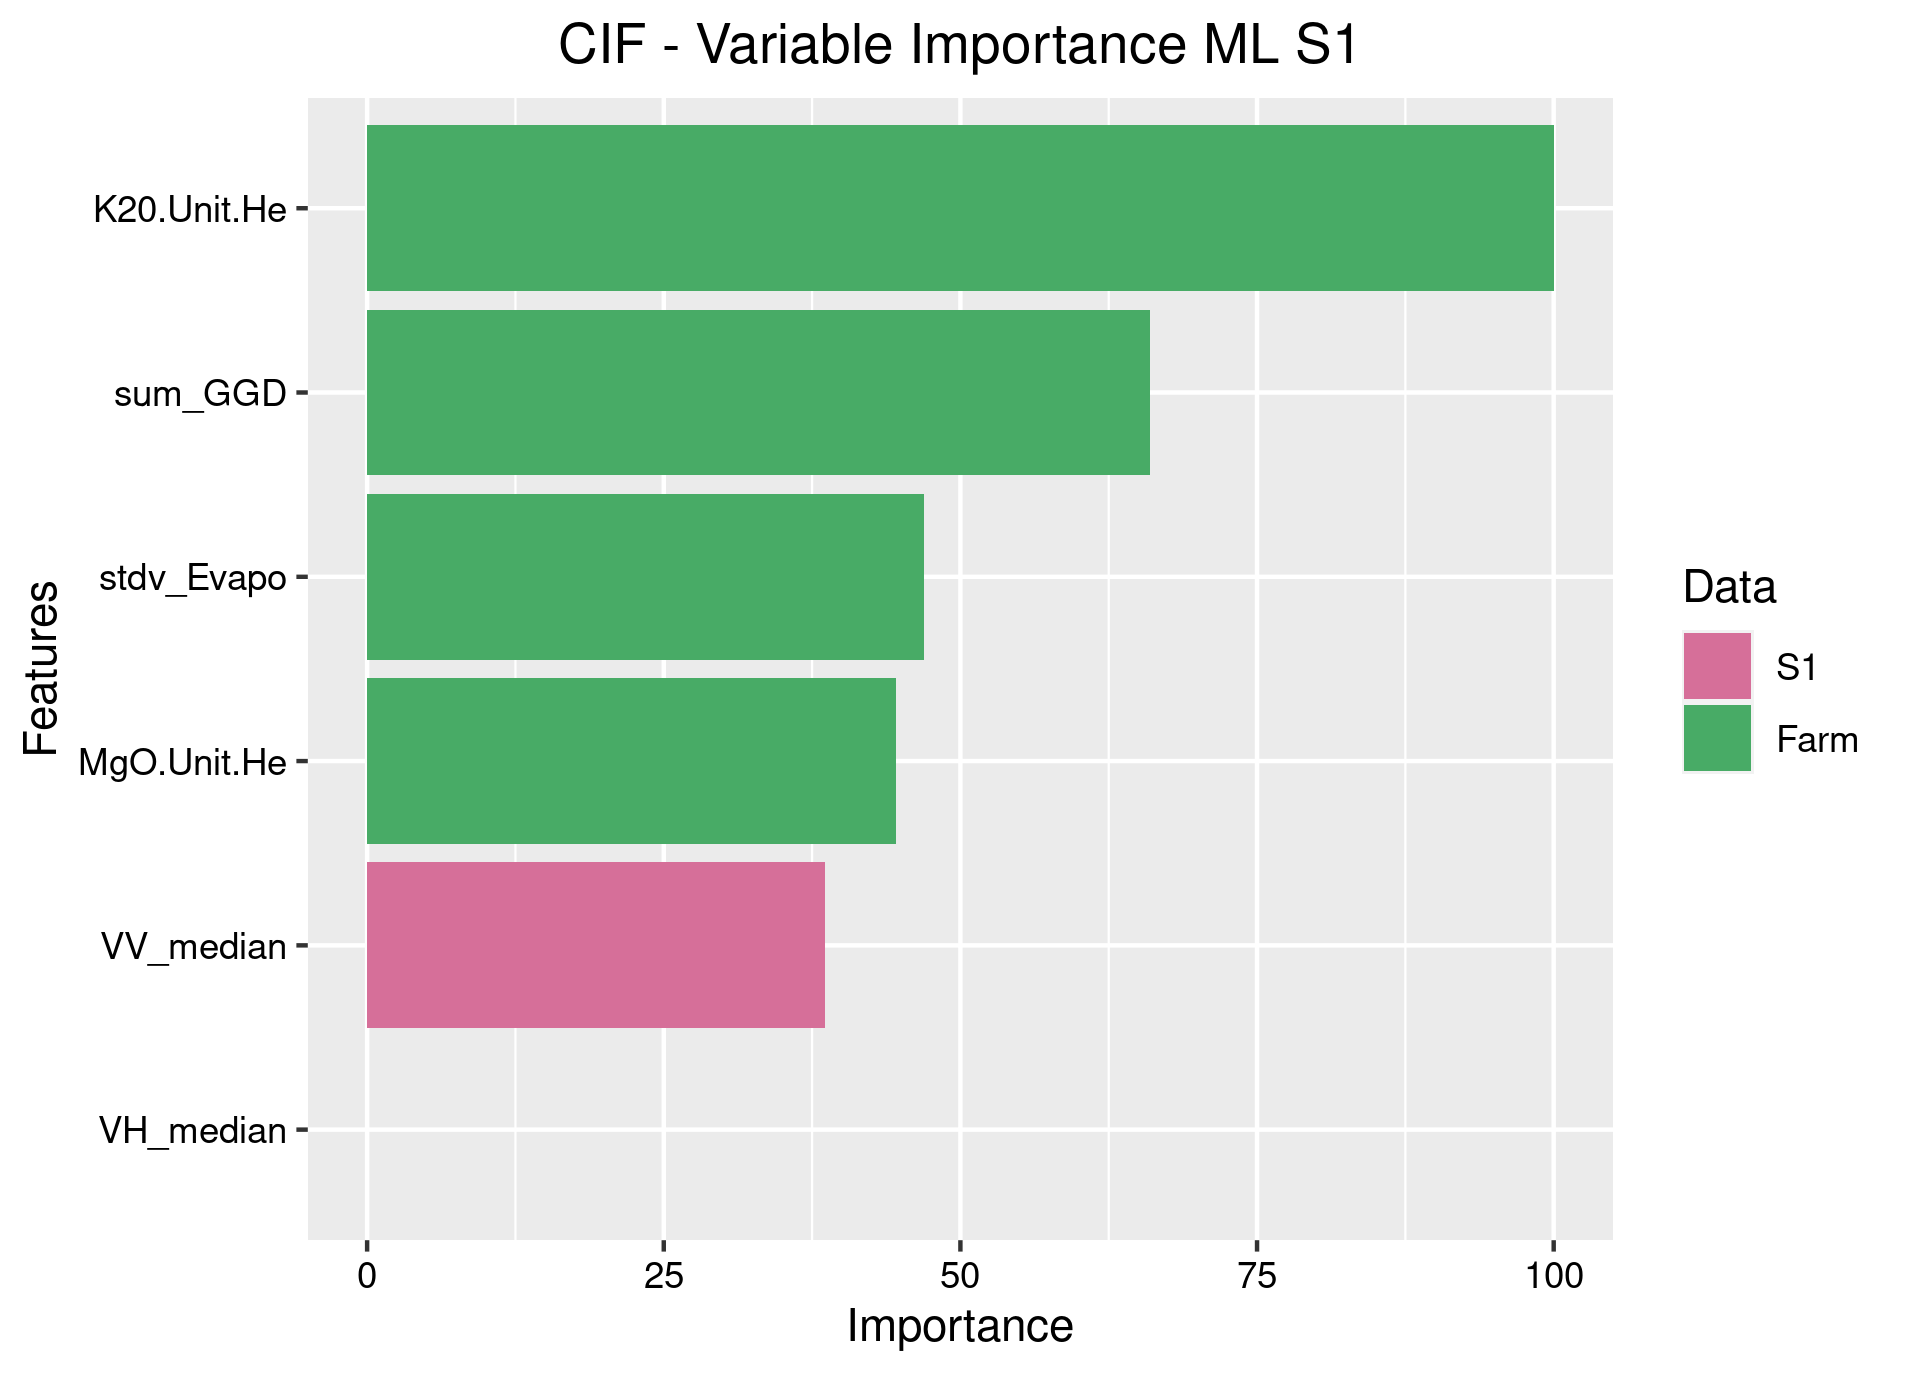 CIF - Variable Importance ML S1
Features
K20.Unit.He
sum_GGD
stdv_Evapo
MgO.Unit.He
VV_median
VH_median
0 25 50 75 100
Importance
Data
S1
Farm